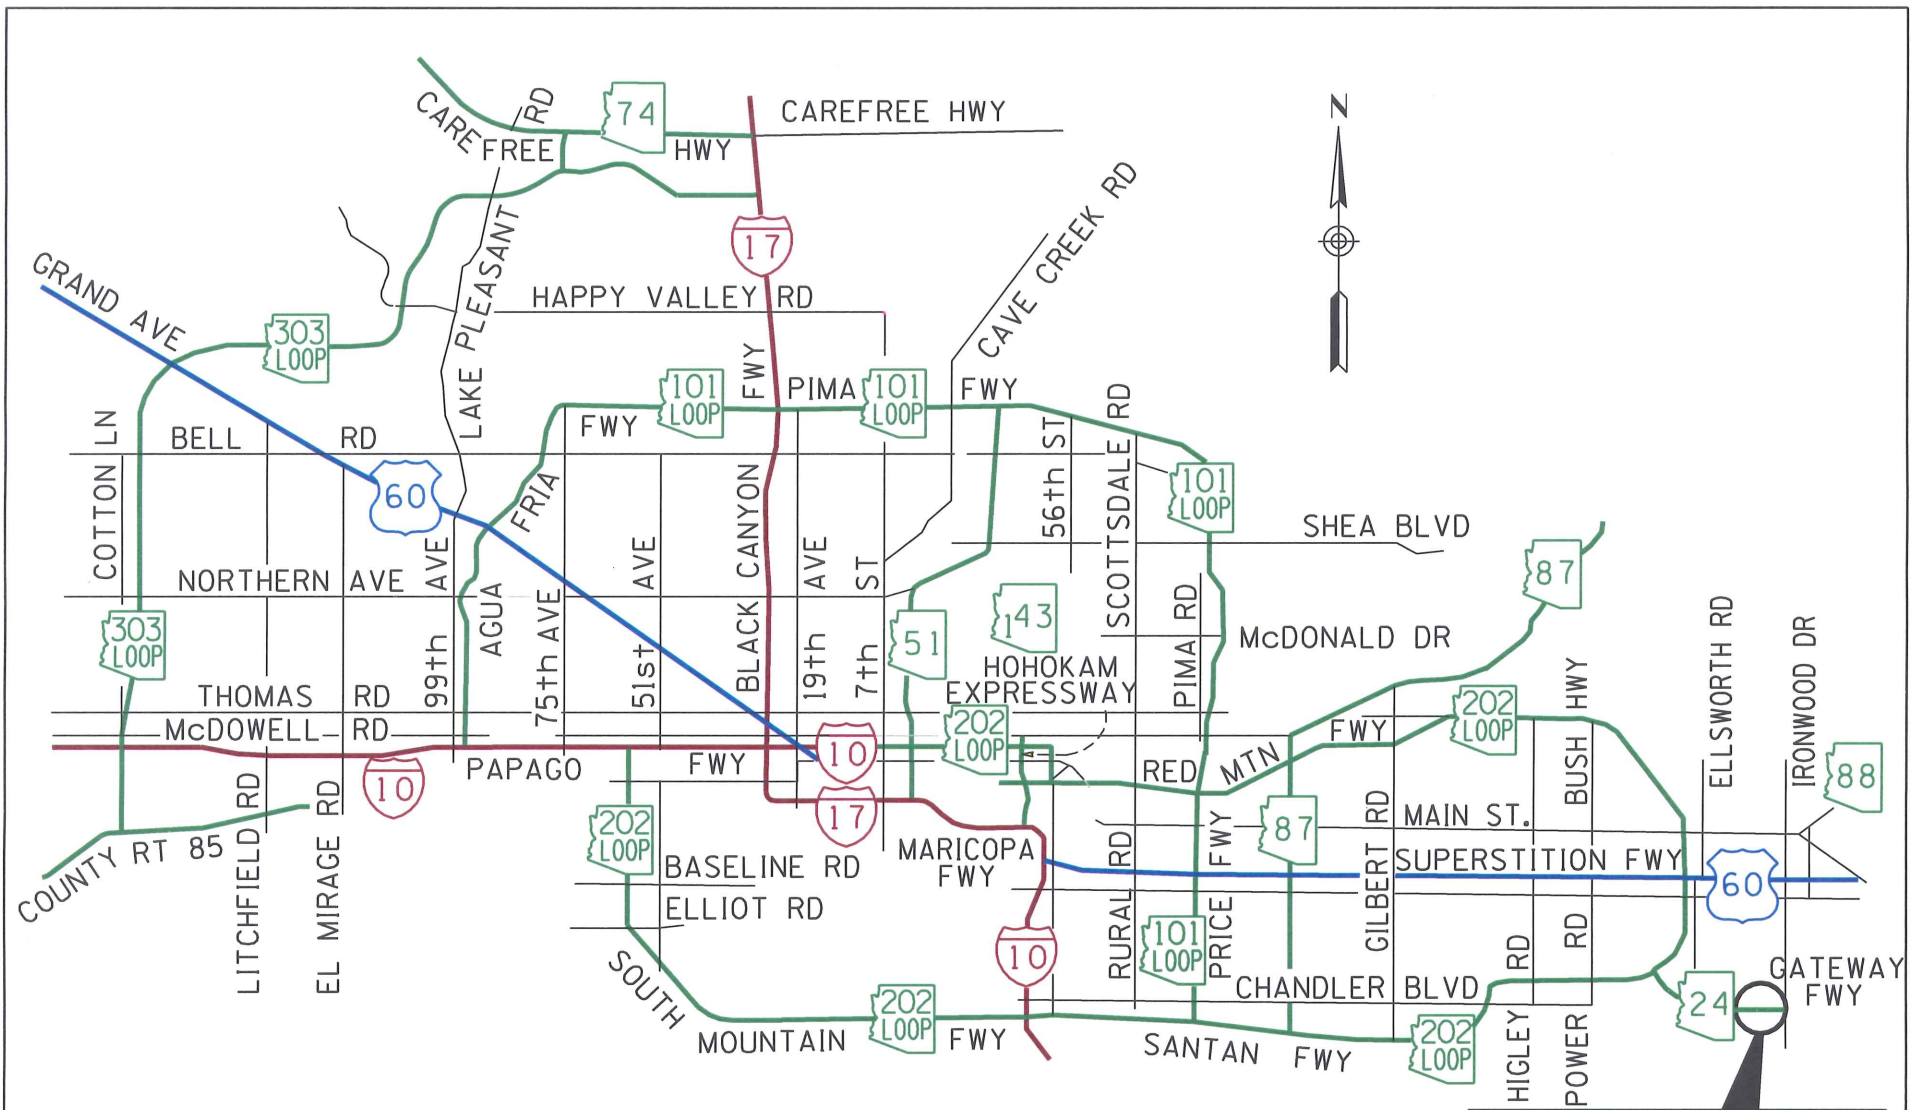 RD
74
CAREFREE HWY
CARE
FREE
HWY
N
CAVE CREEK RD
17
GRAND AVE
LAKE PLEASANT
HAPPY VALLEY RD
303
LOOP
FWY
101
LOOP
PIMA
101
LOOP
FWY
FWY
COTTON LN
BELL RD
SCOTTSDALE RD
56th ST
60
FRIA
101
LOOP
SHEA BLVD
BLACK CANYON
NORTHERN AVE
99th AVE
AGUA
75th AVE
51st AVE
19th AVE
7th ST
87
303
LOOP
51
143
HOHOKAM
EXPRESSWAY
PIMA RD
McDONALD DR
ELLSWORTH RD
IRONWOOD DR
THOMAS RD
McDOWELL RD
202
LOOP
202
LOOP
BUSH HWY
FWY
10
PAPAGO
FWY
10
RED
MTN
88
LITCHFIELD RD
EL MIRAGE RD
17
202
LOOP
87
MAIN ST.
COUNTY RT 85
BASELINE RD
MARICOPA
FWY
SUPERSTITION FWY
60
ELLIOT RD
RURAL RD
PRICE FWY
GILBERT RD
10
101
LOOP
HIGLEY RD
POWER RD
SOUTH
CHANDLER BLVD
GATEWAY
FWY
24
202
LOOP
MOUNTAIN
FWY
SANTAN FWY
202
LOOP